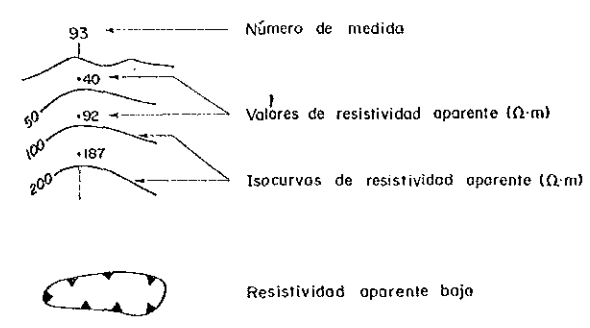 93 Número de medida
40
50 Valores de resistividad aparente (Ω·m)
92
100
187
200 Isocurvas de resistividad aparente (Ω·m)
Resistividad aparente baja